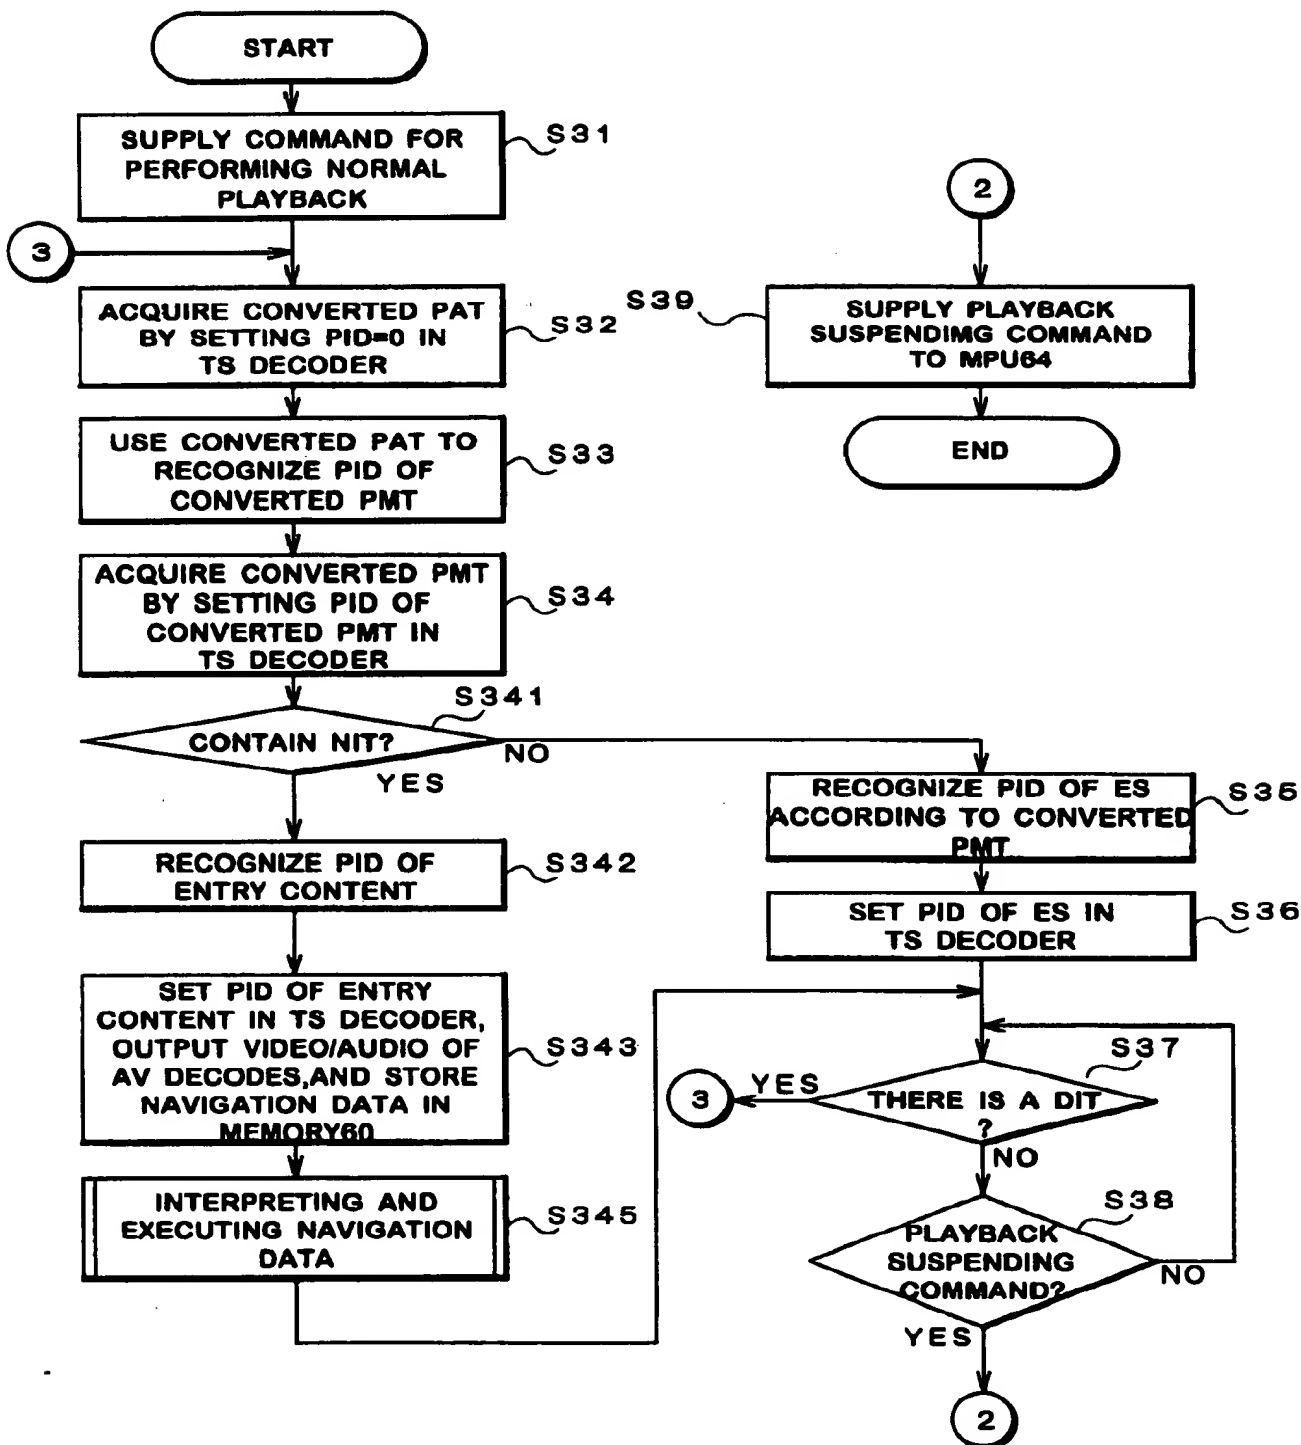 START
SUPPLY COMMAND FOR
PERFORMING NORMAL
PLAYBACK
S31
3
ACQUIRE CONVERTED PAT
BY SETTING PID=0 IN
TS DECODER
S32
USE CONVERTED PAT TO
RECOGNIZE PID OF
CONVERTED PMT
S33
ACQUIRE CONVERTED PMT
BY SETTING PID OF
CONVERTED PMT IN
TS DECODER
S34
S341
CONTAIN NIT?
NO
YES
RECOGNIZE PID OF
ENTRY CONTENT
S342
SET PID OF ENTRY
CONTENT IN TS DECODER,
OUTPUT VIDEO/AUDIO OF
AV DECODES,AND STORE
NAVIGATION DATA IN
MEMORY60
S343
INTERPRETING AND
EXECUTING NAVIGATION
DATA
S345
2
S39
SUPPLY PLAYBACK
SUSPENDIMG COMMAND
TO MPU64
END
RECOGNIZE PID OF ES
ACCORDING TO CONVERTED
PMT
S35
SET PID OF ES IN
TS DECODER
S36
S37
THERE IS A DIT
?
YES
3
NO
S38
PLAYBACK
SUSPENDING
COMMAND?
NO
YES
2